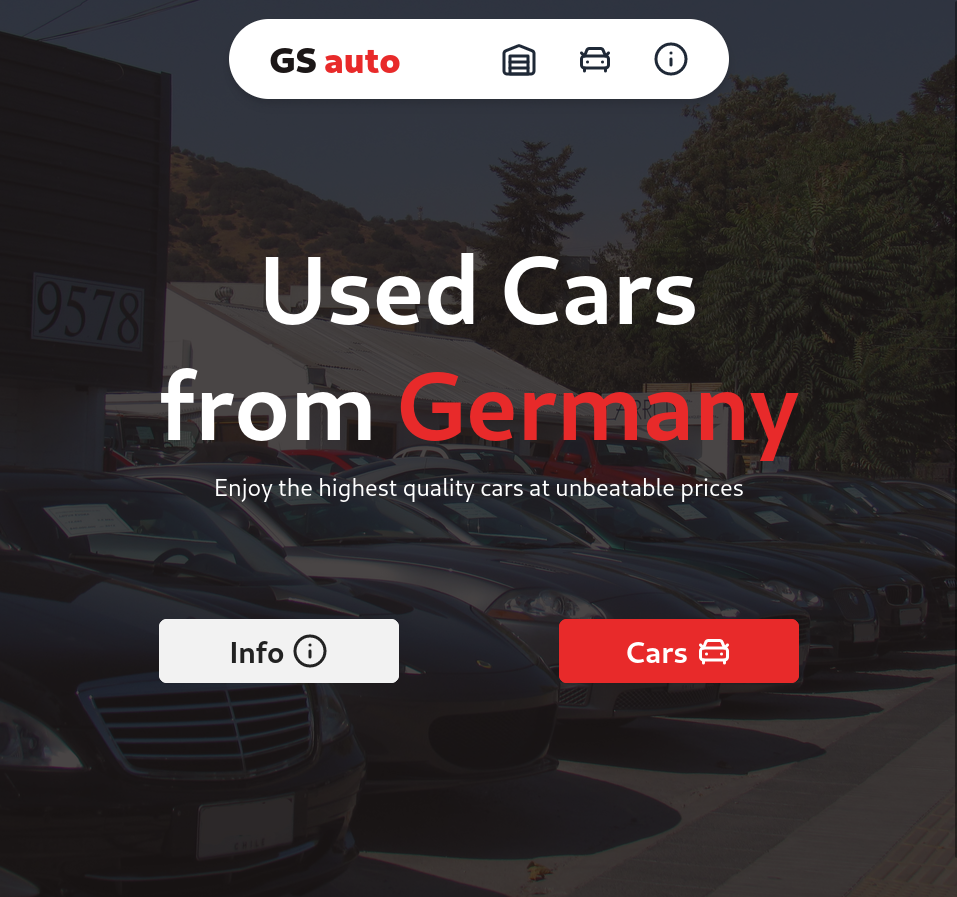 GS auto
9578
Used Cars
from Germany
Enjoy the highest quality cars at unbeatable prices
Info
Cars